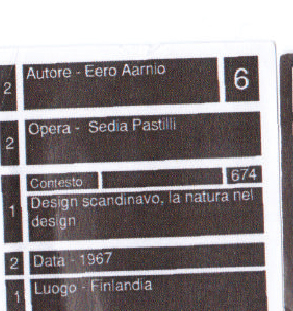 2 Autore - Eero Aarnio 6
2 Opera - Sedia Pastilli
Contesto 674
1 Design scandinavo, la natura nel
design
2 Data - 1967
1 Luogo - Finlandia